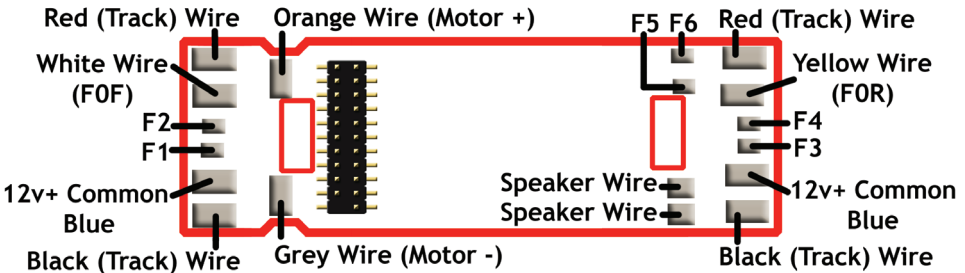 Red (Track) Wire
Orange Wire (Motor +)
F5 F6
Red (Track) Wire
White Wire
(F0F)
Yellow Wire
(F0R)
F2
F1
F4
F3
12v+ Common
Blue
Speaker Wire
Speaker Wire
12v+ Common
Blue
Black (Track) Wire
Grey Wire (Motor -)
Black (Track) Wire